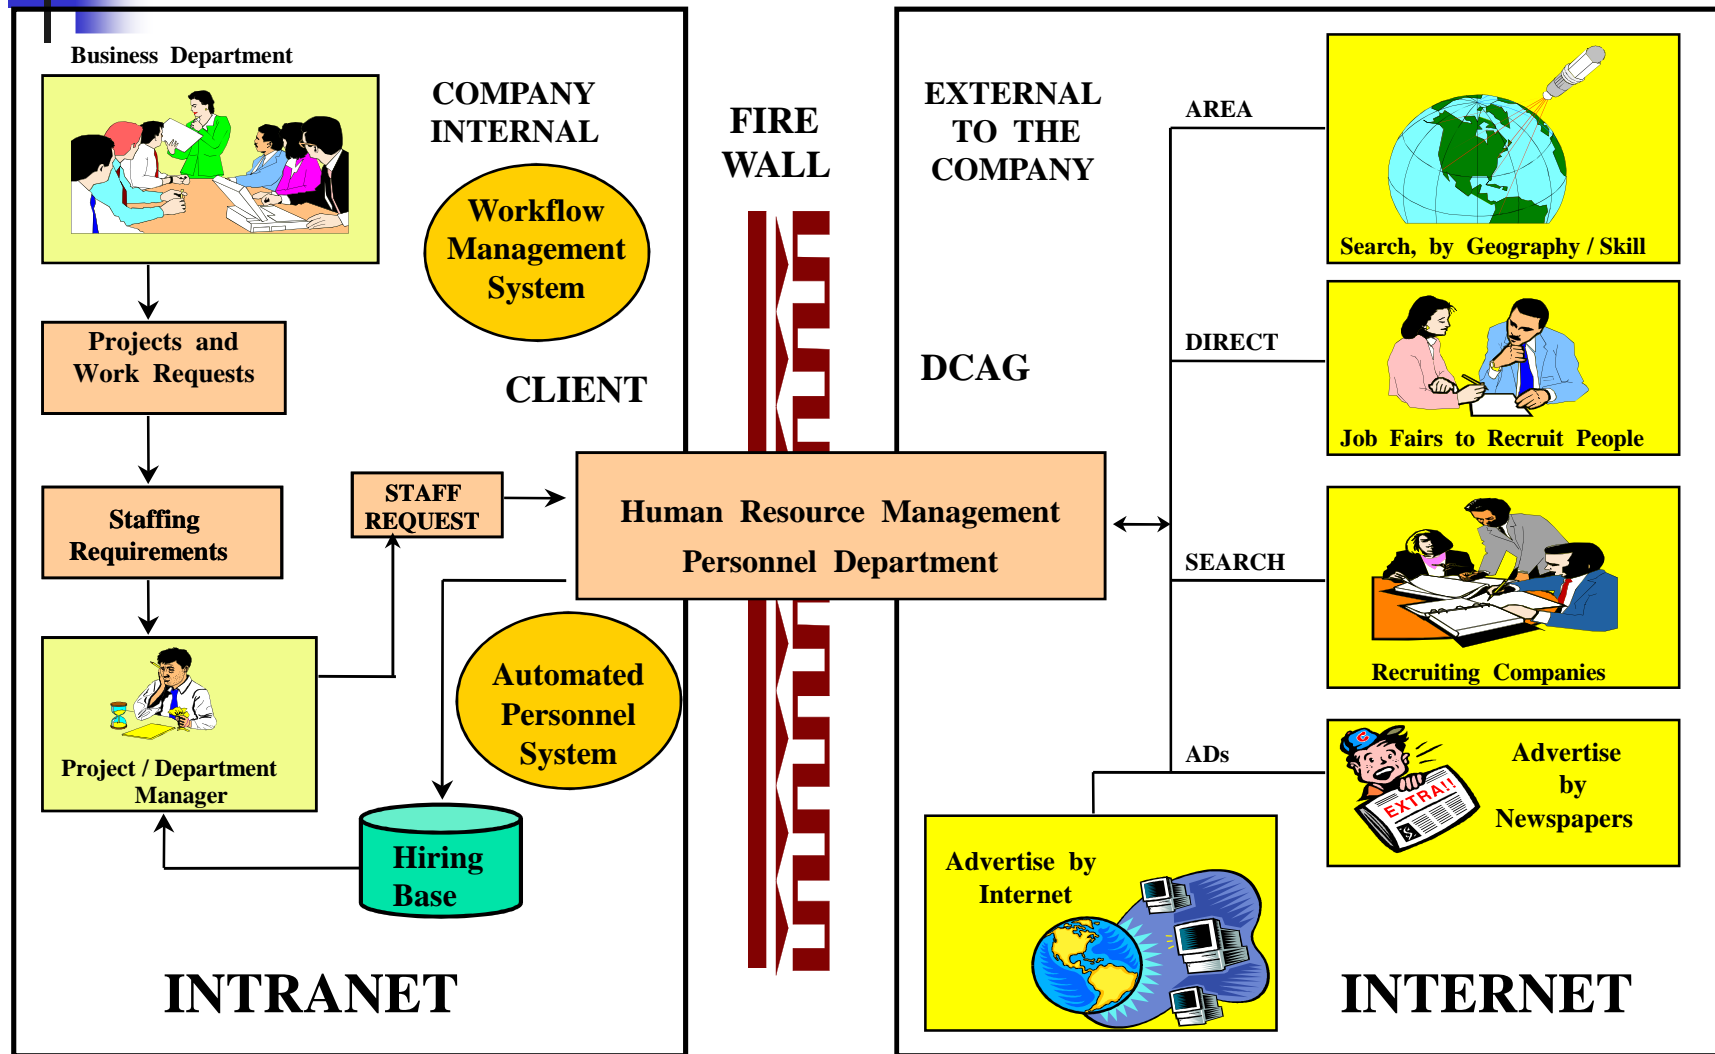 Business Department
COMPANY
INTERNAL
Workflow
Management
System
Projects and
Work Requests
CLIENT
Staffing
Requirements
STAFF
REQUEST
Project / Department
Manager
Automated
Personnel
System
Hiring
Base
INTRANET
FIRE
WALL
Human Resource Management
Personnel Department
EXTERNAL
TO THE
COMPANY
DCAG
AREA
Search, by Geography / Skill
DIRECT
Job Fairs to Recruit People
SEARCH
Recruiting Companies
ADs
C
EXTRA!!
Advertise
by
Newspapers
Advertise by
Internet
INTERNET